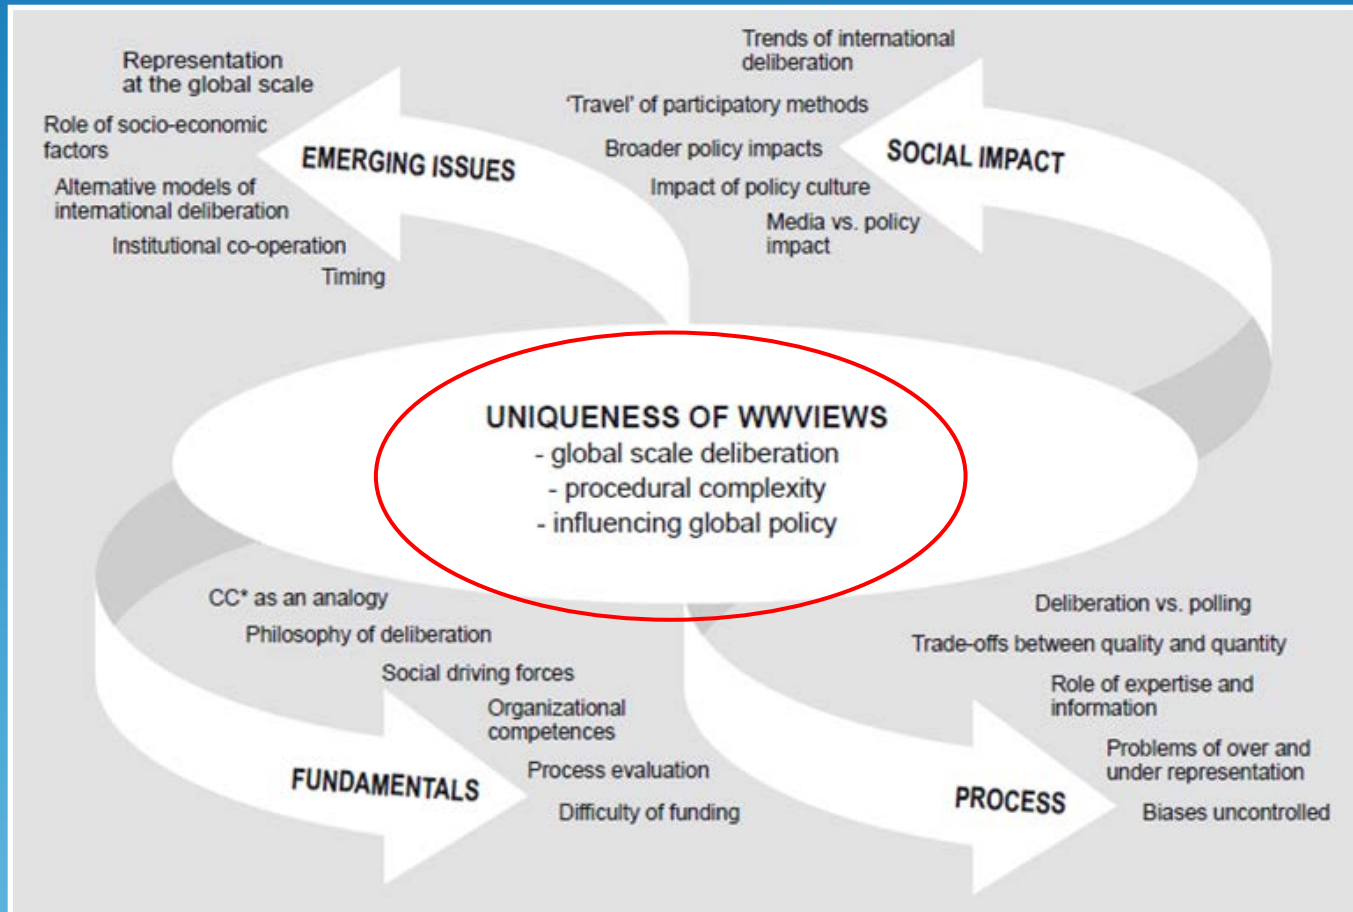 Representation
at the global scale
Role of socio-economic
factors
Alternative models of
international deliberation
Institutional co-operation
Timing
EMERGING ISSUES
Trends of international
deliberation
'Travel' of participatory methods
Broader policy impacts
Impact of policy culture
Media vs. policy
impact
SOCIAL IMPACT
UNIQUENESS OF WWVIEWS
- global scale deliberation
- procedural complexity
- influencing global policy
CC* as an analogy
Philosophy of deliberation
Social driving forces
Organizational
competences
Process evaluation
Difficulty of funding
FUNDAMENTALS
Deliberation vs. polling
Trade-offs between quality and quantity
Role of expertise and
information
Problems of over and
under representation
Biases uncontrolled
PROCESS